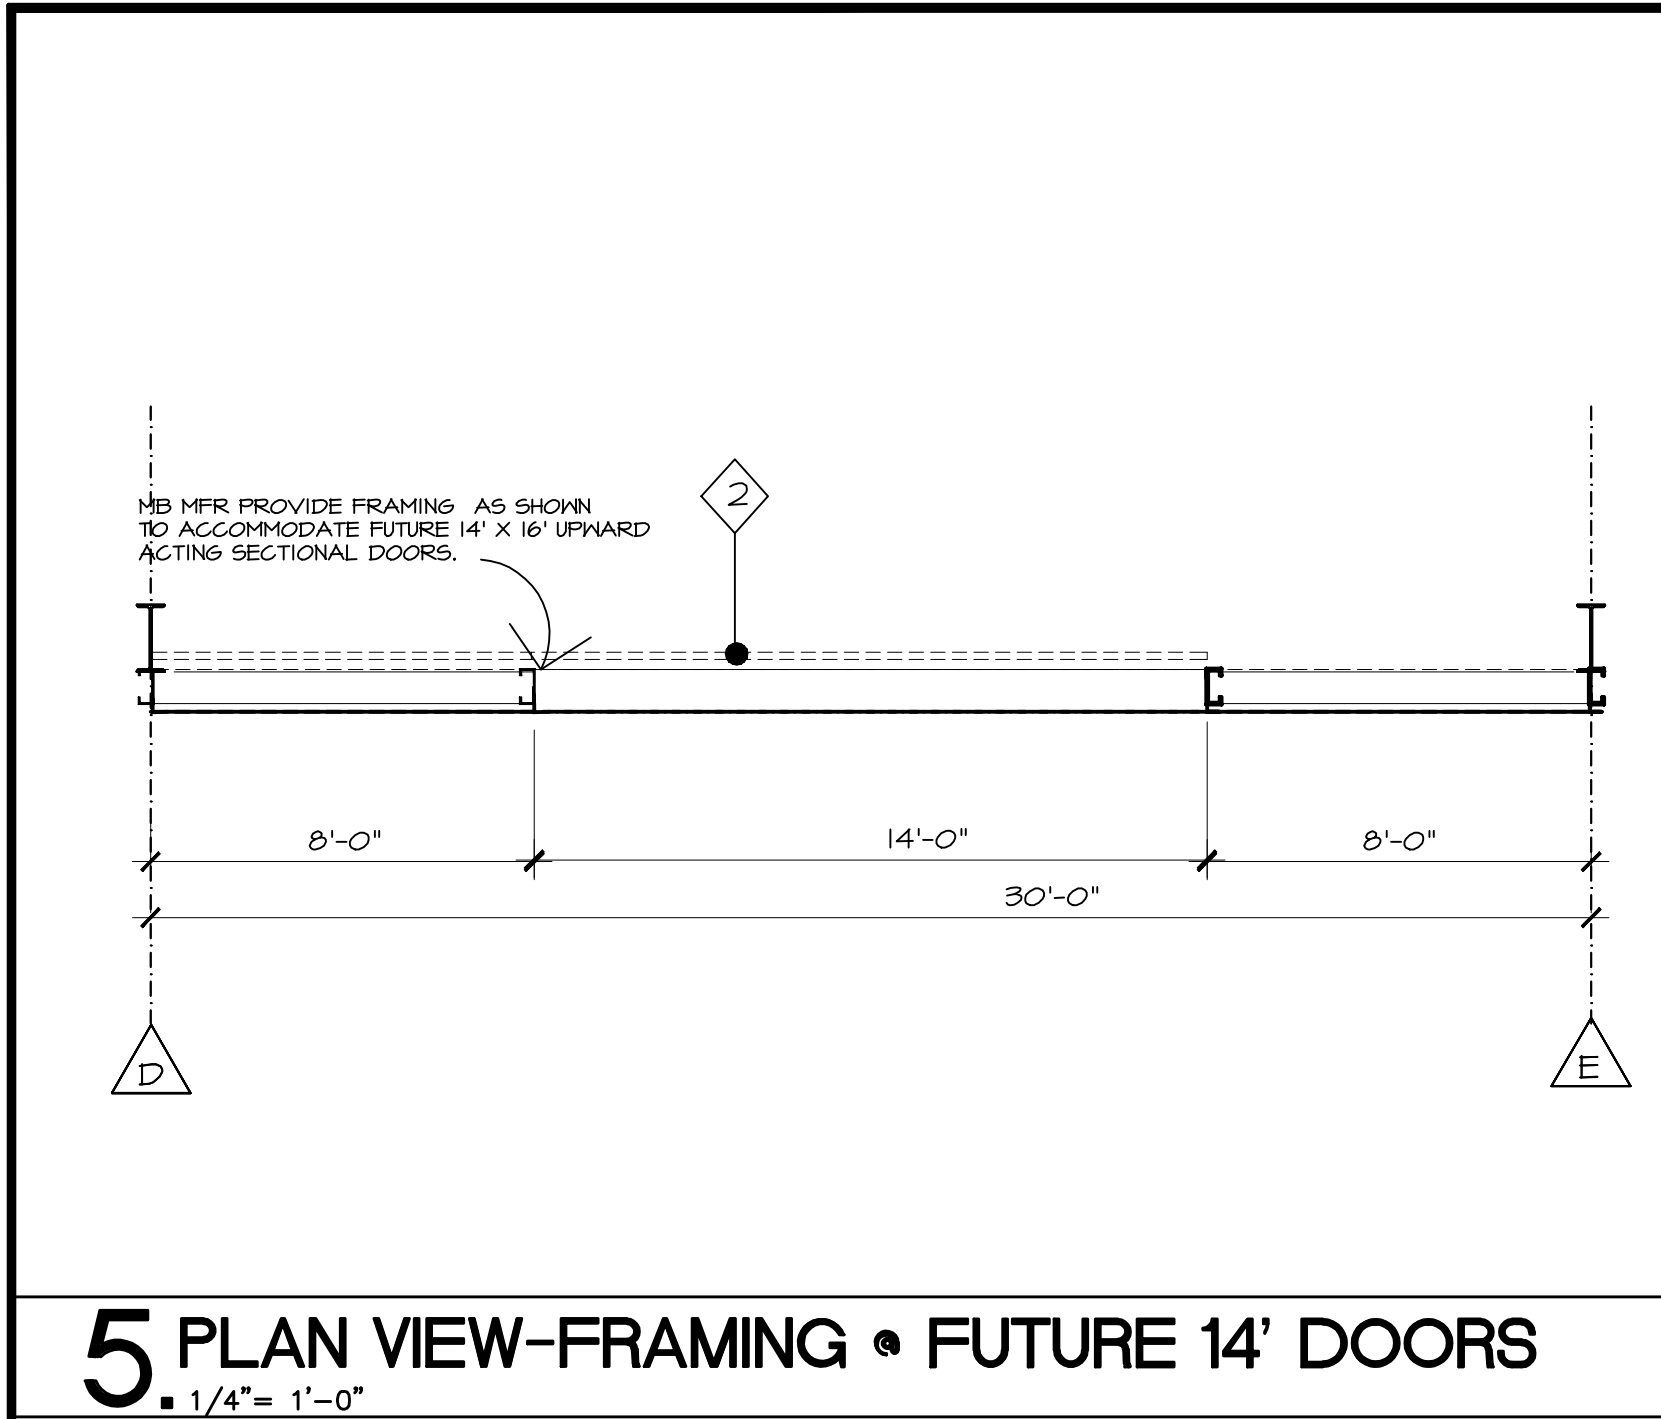 MB MFR PROVIDE FRAMING AS SHOWN
TO ACCOMMODATE FUTURE 14' X 16' UPWARD
ACTING SECTIONAL DOORS.
2
8'-0"
14'-0"
8'-0"
30'-0"
D
E
5. PLAN VIEW-FRAMING @ FUTURE 14' DOORS
1/4"= 1'-0"